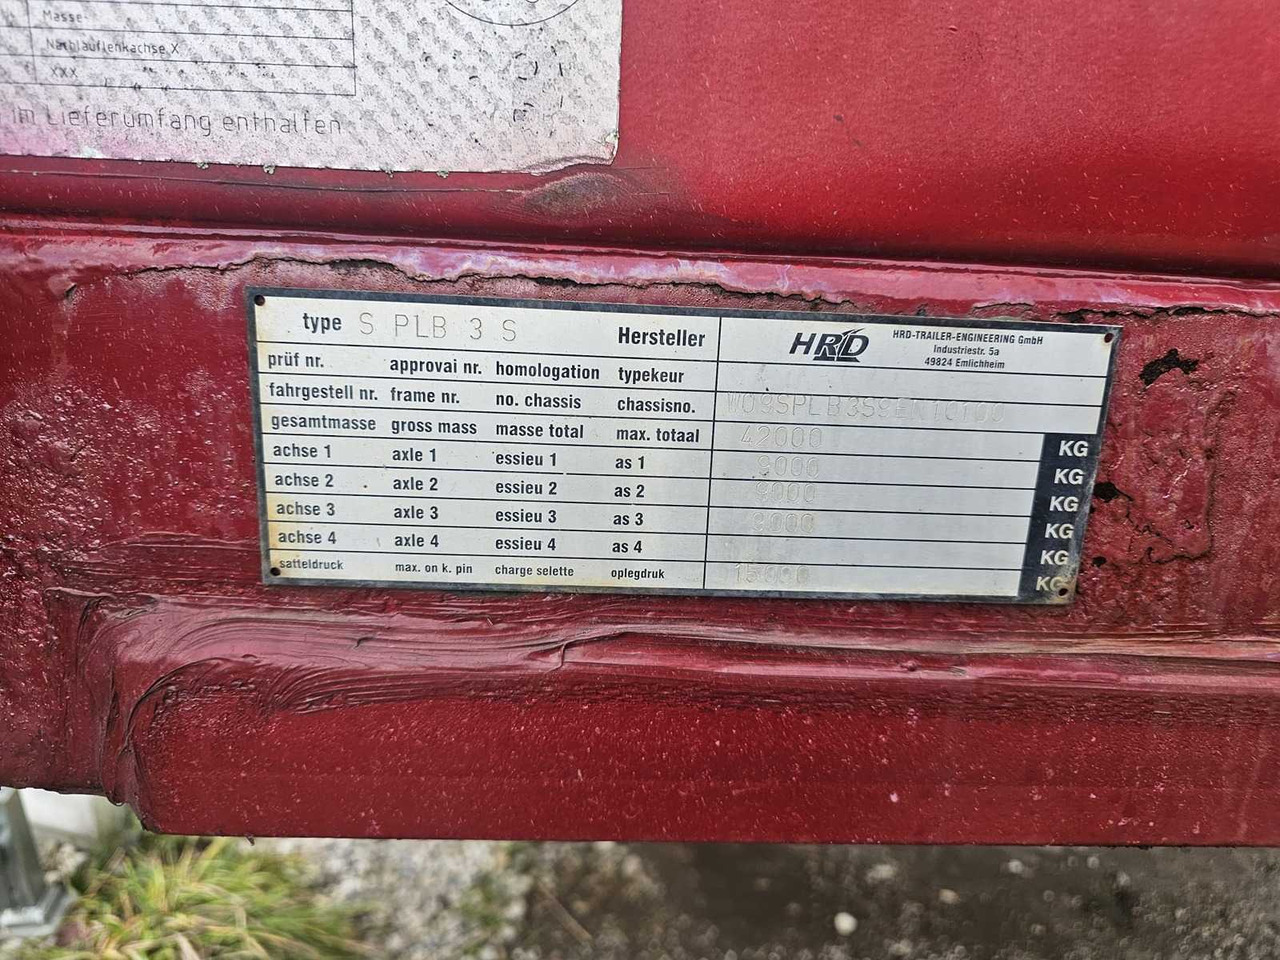 Masse
Nachlauflenkachse X
XXX
im Lieferumfang enthalten
type S PLB 3 S Hersteller HRD HRD-TRAILER-ENGINEERING GmbH
Industriestr. 5a
49824 Emlichheim
prüf nr. approvai nr. homologation typekeur
fahrgestell nr. frame nr. no. chassis chassisno. W09SPLB3S9EN10100
gesamtmasse gross mass masse total max. totaal 42000 KG
achse 1 axle 1 essieu 1 as 1 9000 KG
achse 2 axle 2 essieu 2 as 2 9000 KG
achse 3 axle 3 essieu 3 as 3 9000 KG
achse 4 axle 4 essieu 4 as 4 KG
satteldruck max. on k. pin charge selette oplegdruk 15000 KG